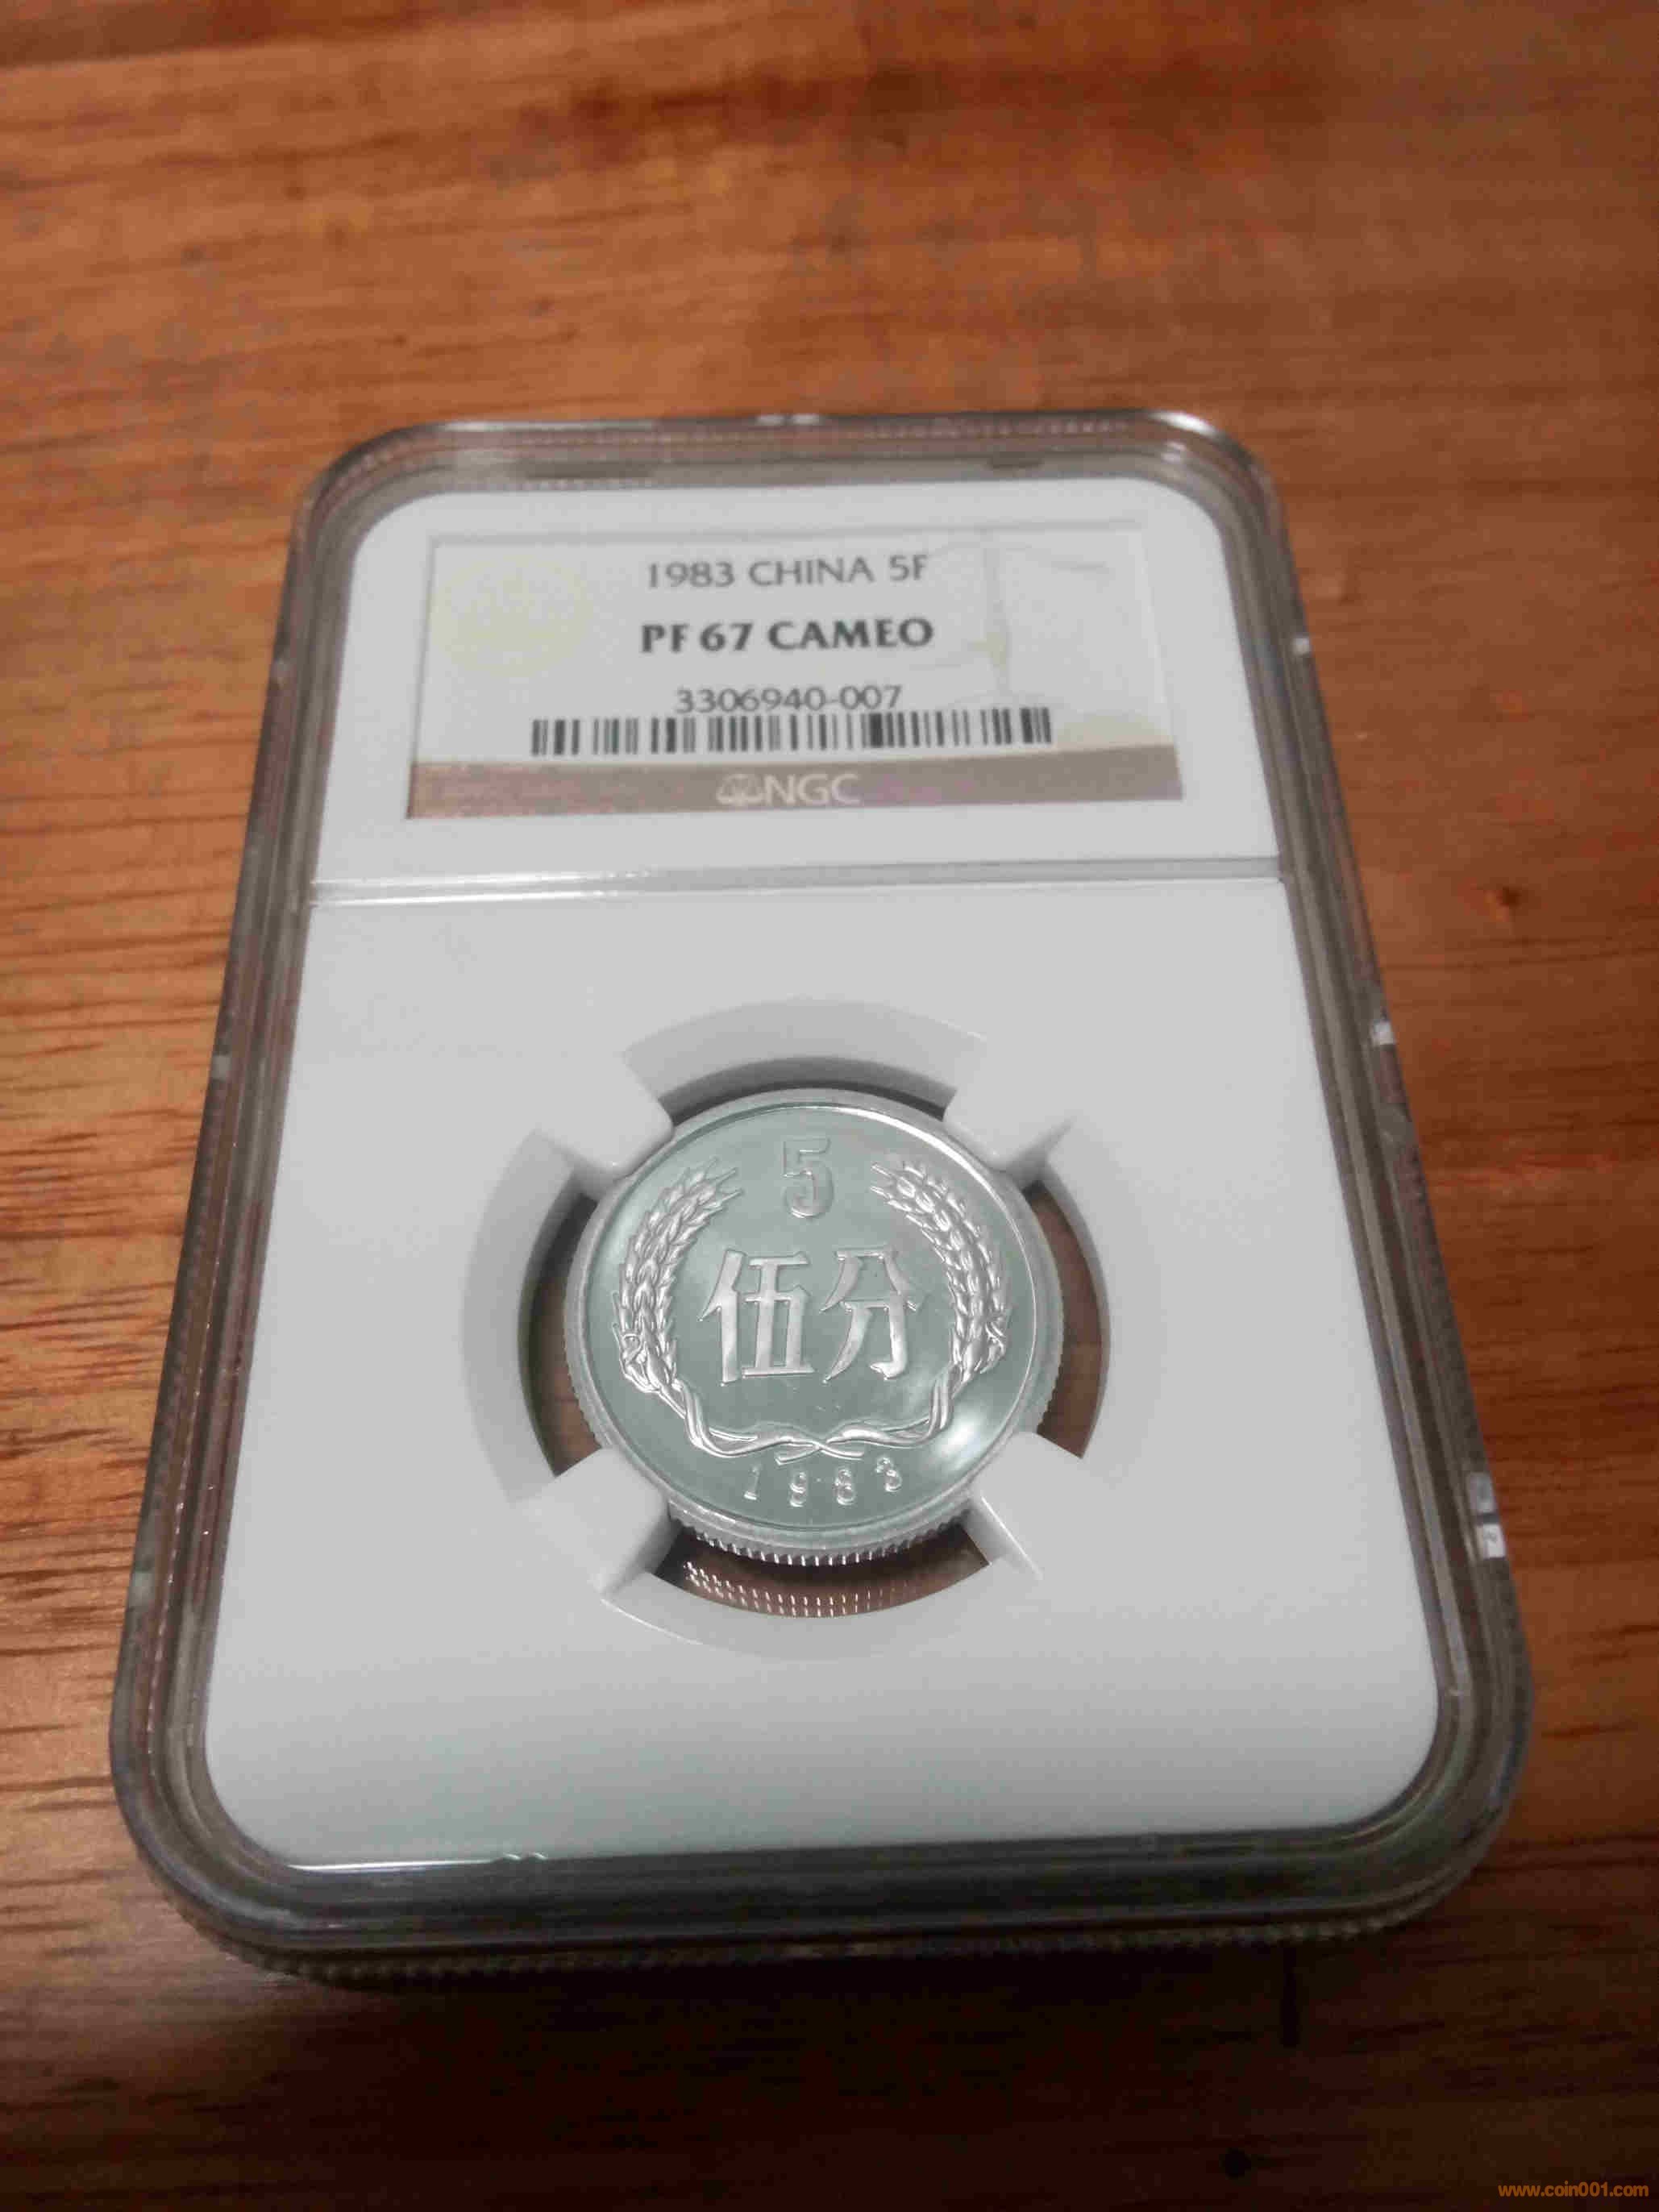 1983 CHINA 5F
PF 67 CAMEO
3306940-007
NGC
5
伍分
1983
www.coin001.com